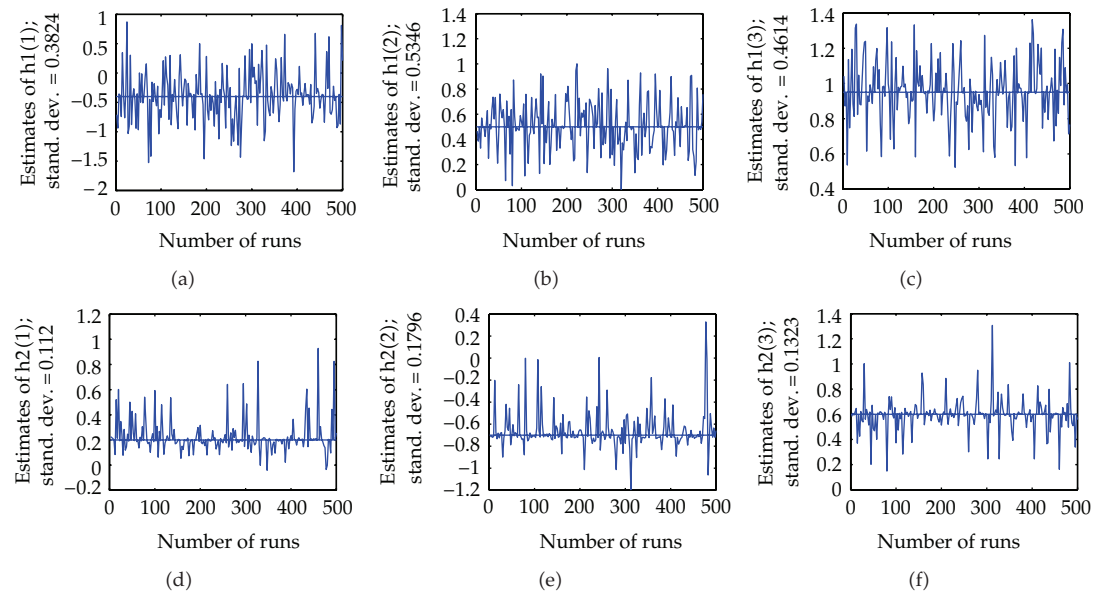 Estimates of h1(1);
stand. dev. = 0.3824
1
0.5
0
−0.5
−1
−1.5
−2
0 100 200 300 400 500
Number of runs
(a)
Estimates of h1(2);
stand. dev. = 0.5346
1.4
1.2
1
0.8
0.6
0.4
0.2
0
0 100 200 300 400 500
Number of runs
(b)
Estimates of h1(3);
stand. dev. = 0.4614
1.4
1.2
1
0.8
0.6
0.4
0 100 200 300 400 500
Number of runs
(c)
Estimates of h2(1);
stand. dev. = 0.112
1.2
1
0.8
0.6
0.4
0.2
0
−0.2
0 100 200 300 400 500
Number of runs
(d)
Estimates of h2(2);
stand. dev. = 0.1796
0.4
0.2
0
−0.2
−0.4
−0.6
−0.8
−1
−1.2
0 100 200 300 400 500
Number of runs
(e)
Estimates of h2(3);
stand. dev. = 0.1323
1.4
1.2
1
0.8
0.6
0.4
0.2
0
0 100 200 300 400 500
Number of runs
(f)